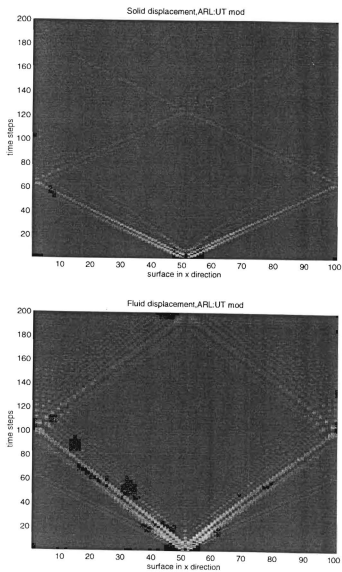 Solid displacement,ARL:UT mod
200
180
160
140
120
100
80
60
40
20
time steps
10 20 30 40 50 60 70 80 90 100
surface in x direction
Fluid displacement,ARL:UT mod
200
180
160
140
120
100
80
60
40
20
time steps
10 20 30 40 50 60 70 80 90 100
surface in x direction